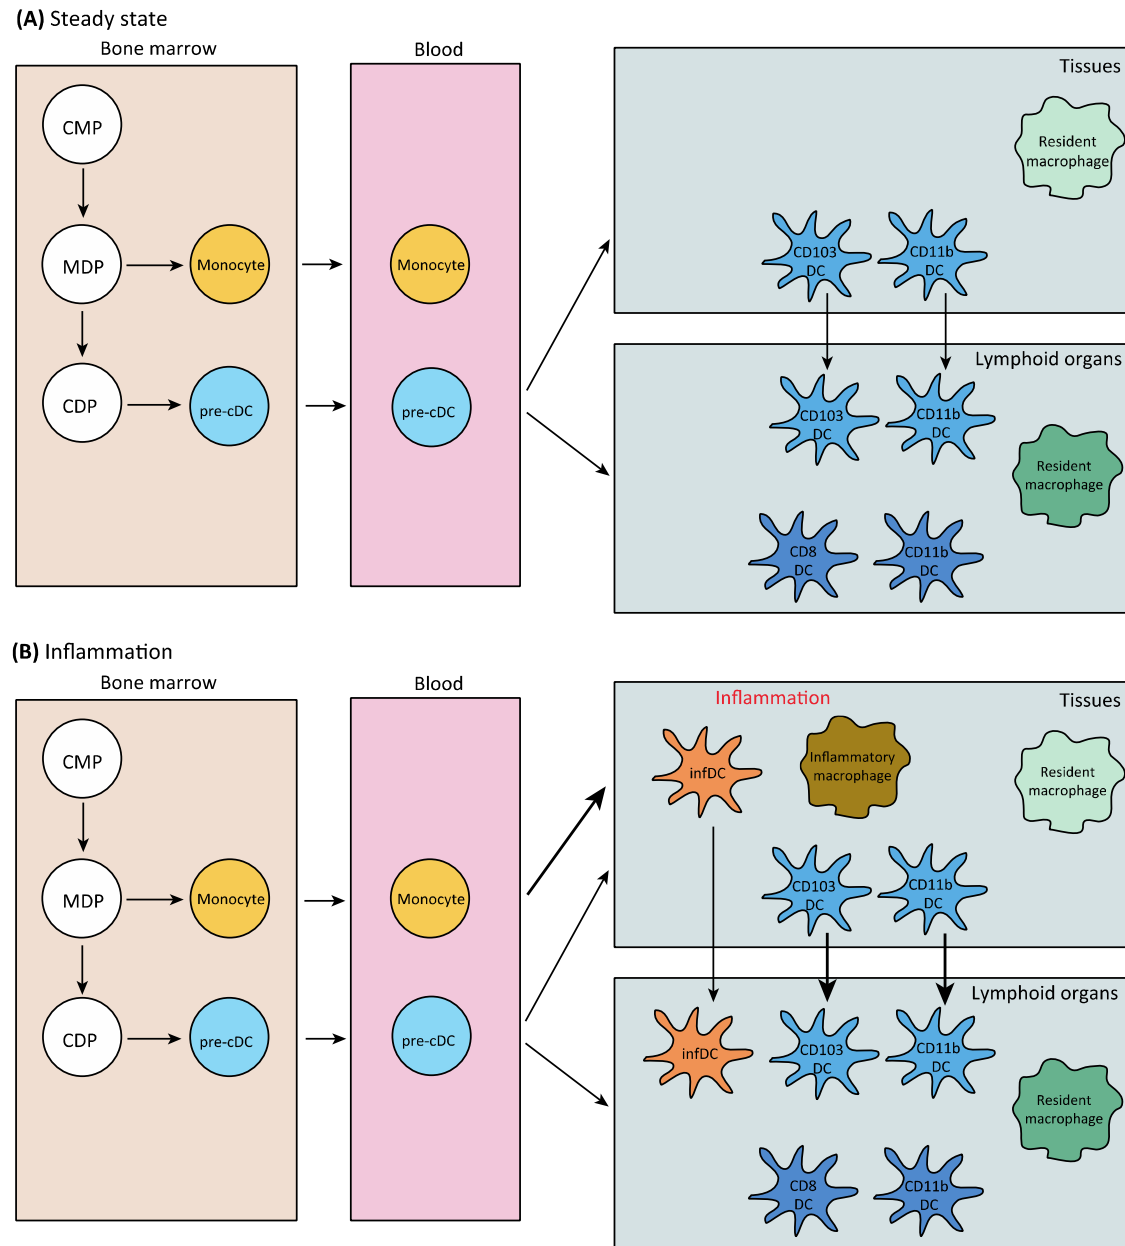 (A) Steady state
Bone marrow
Blood
Tissues
CMP
Resident
macrophage
MDP
Monocyte
Monocyte
CD103
DC
CD11b
DC
Lymphoid organs
CDP
pre-cDC
pre-cDC
CD103
DC
CD11b
DC
Resident
macrophage
CD8
DC
CD11b
DC
(B) Inflammation
Bone marrow
Blood
Inflammation
Tissues
CMP
infDC
Inflammatory
macrophage
Resident
macrophage
MDP
Monocyte
Monocyte
CD103
DC
CD11b
DC
Lymphoid organs
CDP
pre-cDC
pre-cDC
infDC
CD103
DC
CD11b
DC
Resident
macrophage
CD8
DC
CD11b
DC